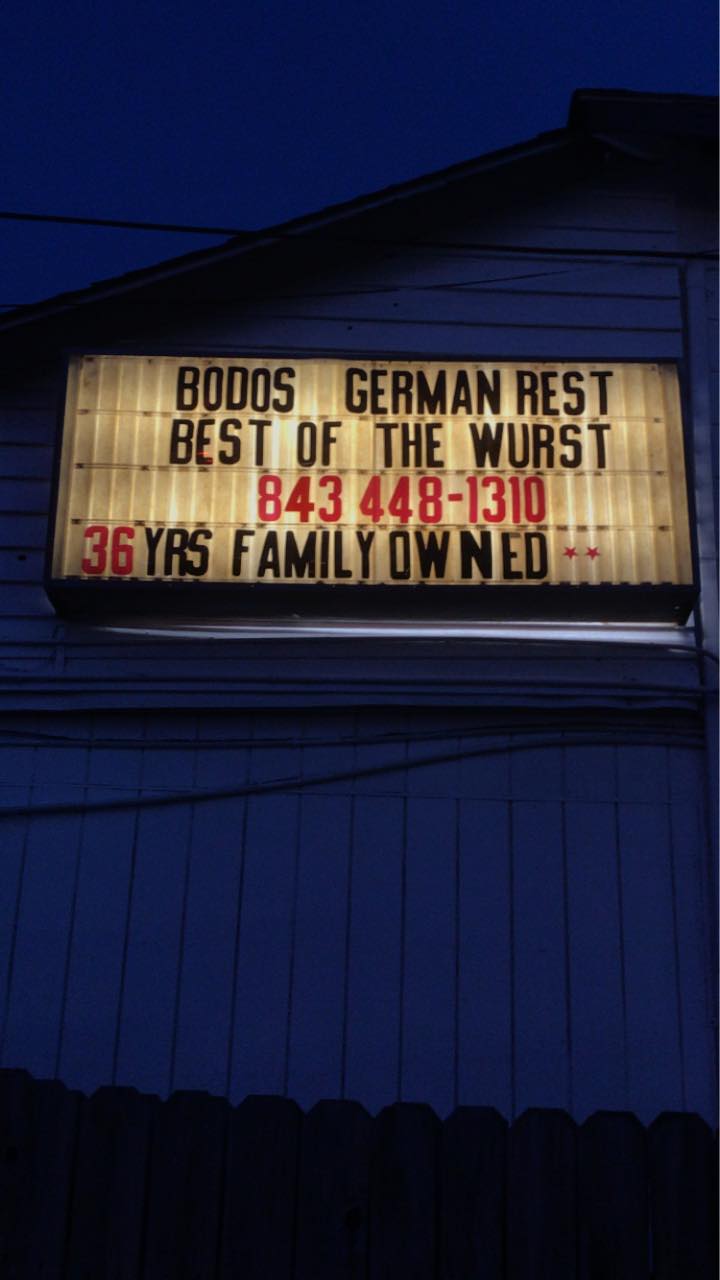 BODOS GERMAN REST
BEST OF THE WURST
843 448-1310
36 YRS FAMILY OWNED **